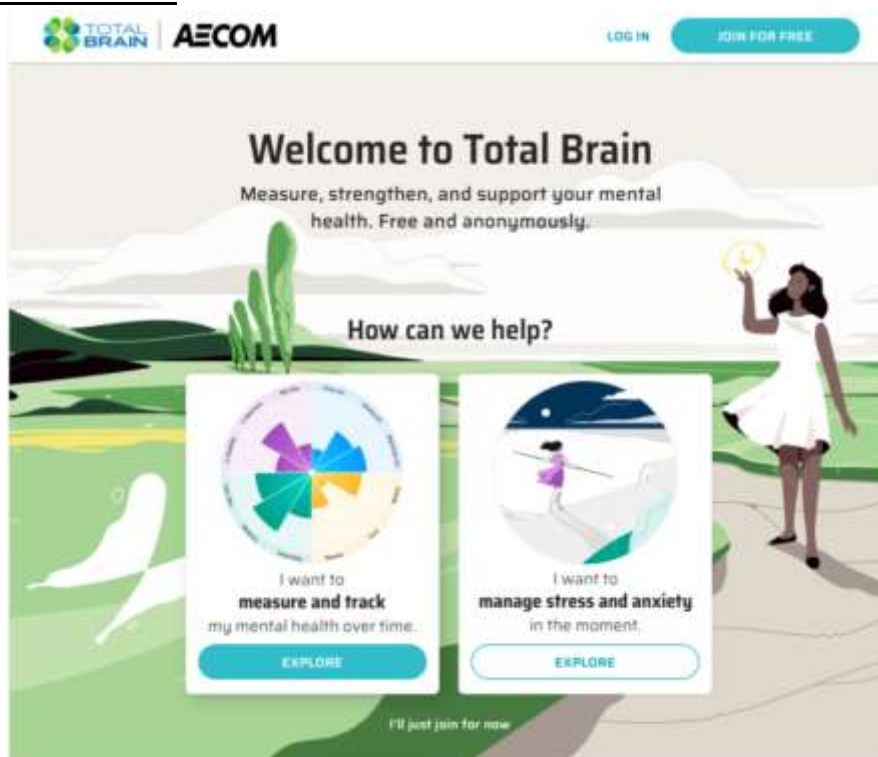 TOTAL
BRAIN
AECOM
LOG IN
JOIN FOR FREE
Welcome to Total Brain
Measure, strengthen, and support your mental
health. Free and anonymously.
How can we help?
I want to
measure and track
my mental health over time.
EXPLORE
I want to
manage stress and anxiety
in the moment.
EXPLORE
I'll just join for now